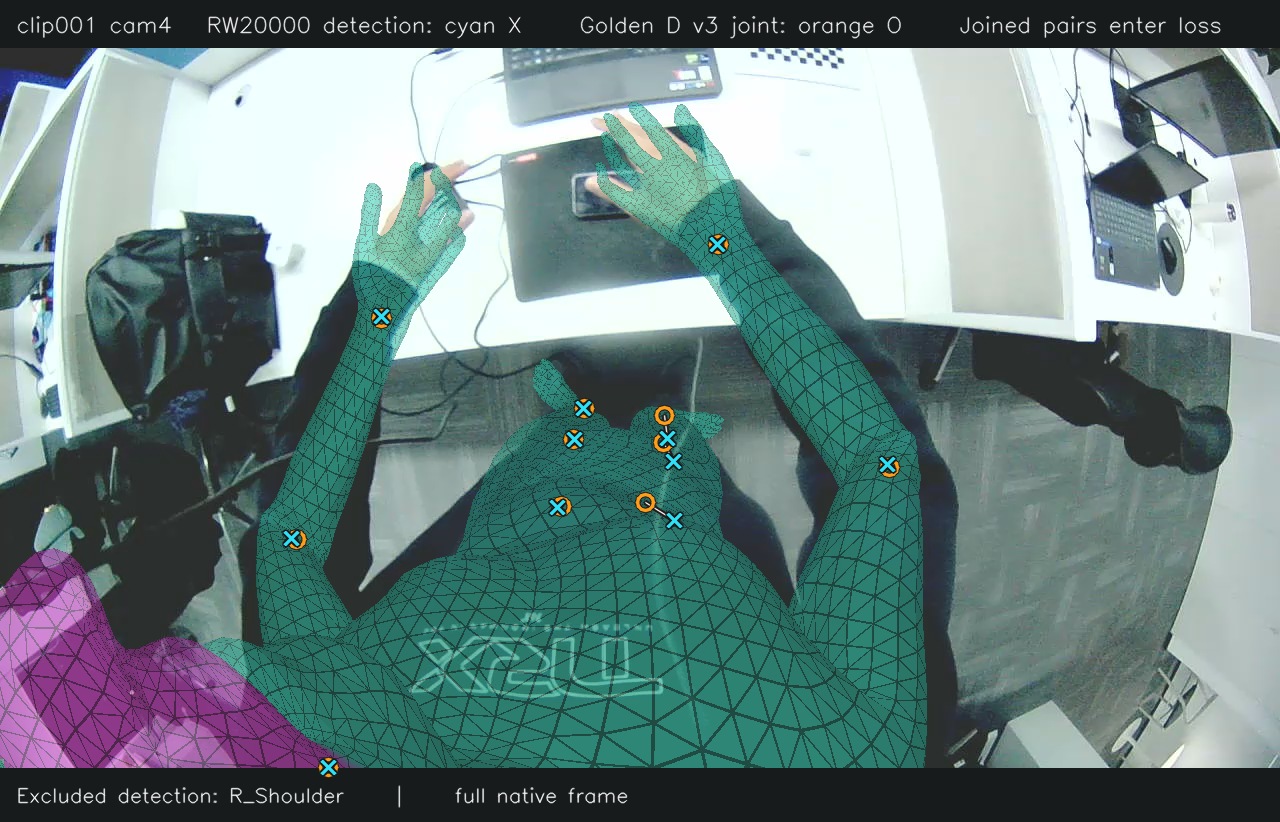 clip001 cam4 RW20000 detection: cyan X Golden D v3 joint: orange O Joined pairs enter loss
Excluded detection: R_Shoulder | full native frame